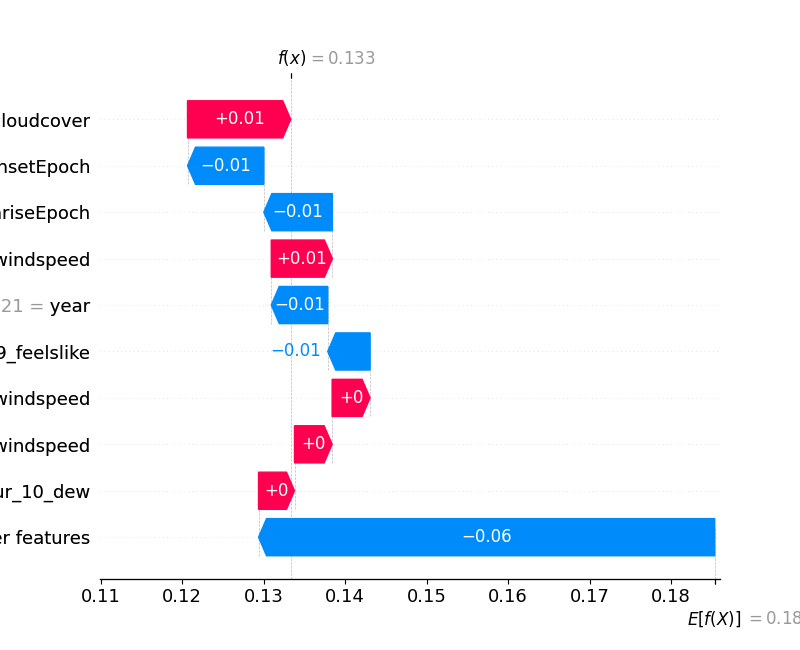 f(x) = 0.133
loudcover
+0.01
nsetEpoch
−0.01
riseEpoch
−0.01
windspeed
+0.01
21 = year
−0.01
9_feelslike
−0.01
windspeed
+0
windspeed
+0
ur_10_dew
+0
er features
−0.06
0.11 0.12 0.13 0.14 0.15 0.16 0.17 0.18
E[f(X)] = 0.18